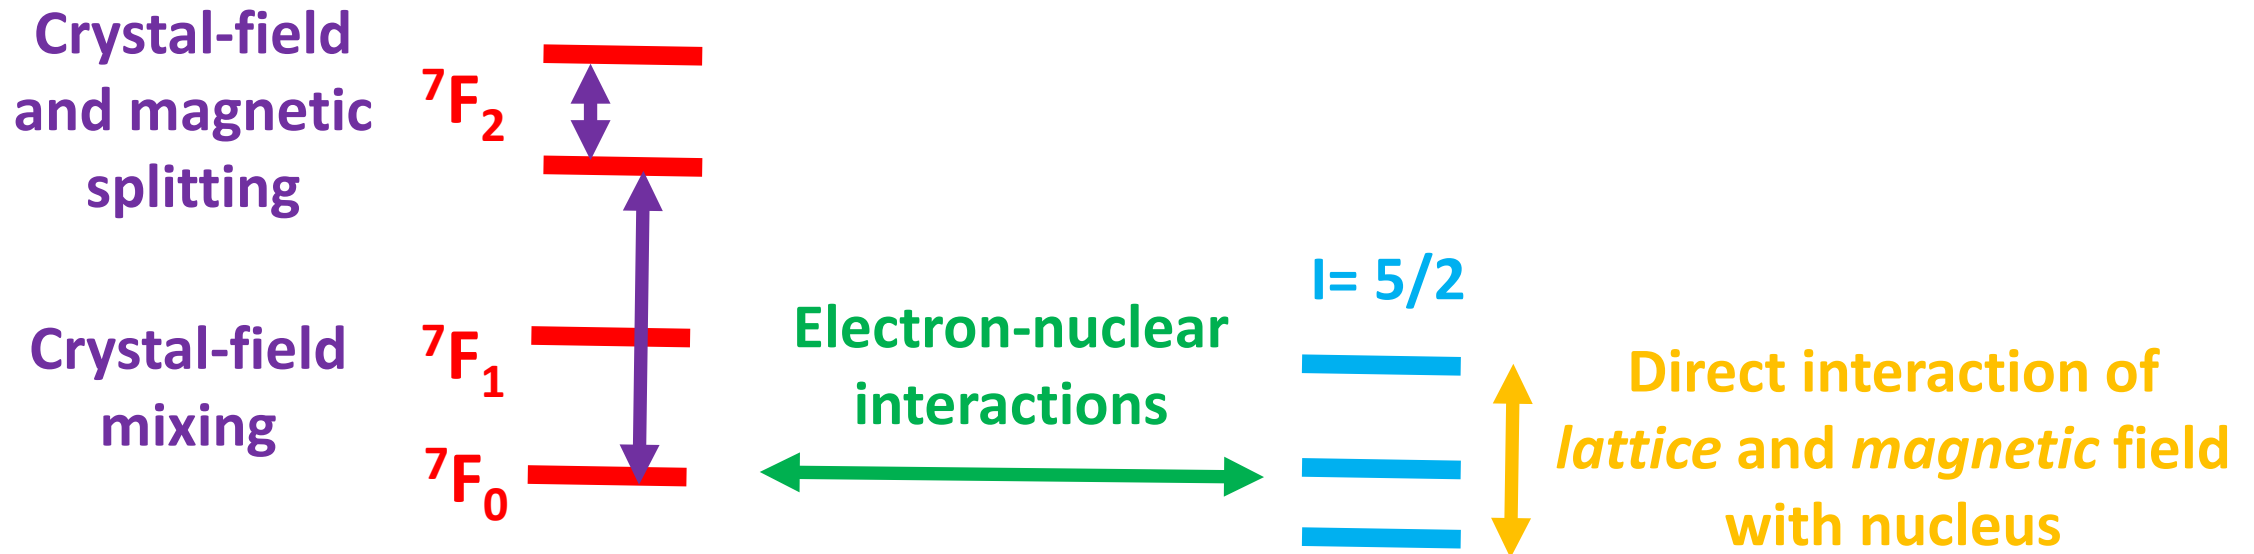 Crystal-field
and magnetic
splitting
⁷F₂
Crystal-field
mixing
⁷F₁
⁷F₀
Electron-nuclear
interactions
I= 5/2
Direct interaction of
lattice and magnetic field
with nucleus